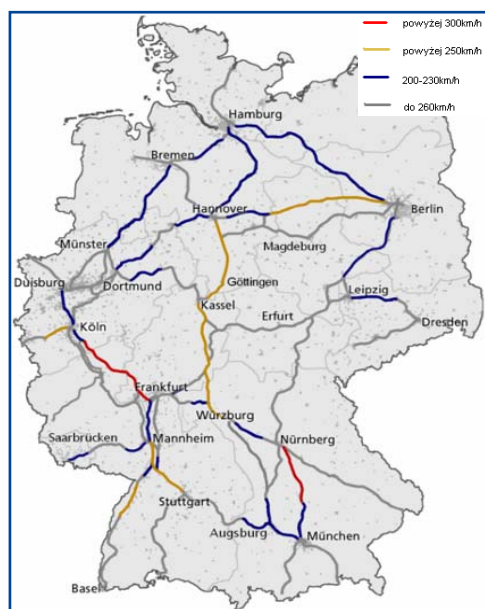 powyżej 300km/h
powyżej 250km/h
200-230km/h
do 260km/h
Hamburg
Bremen
Hannover
Berlin
Münster
Magdeburg
Duisburg
Dortmund
Göttingen
Leipzig
Kassel
Köln
Erfurt
Dresden
Frankfurt
Würzburg
Saarbrücken
Mannheim
Nürnberg
Stuttgart
Augsburg
München
Basel